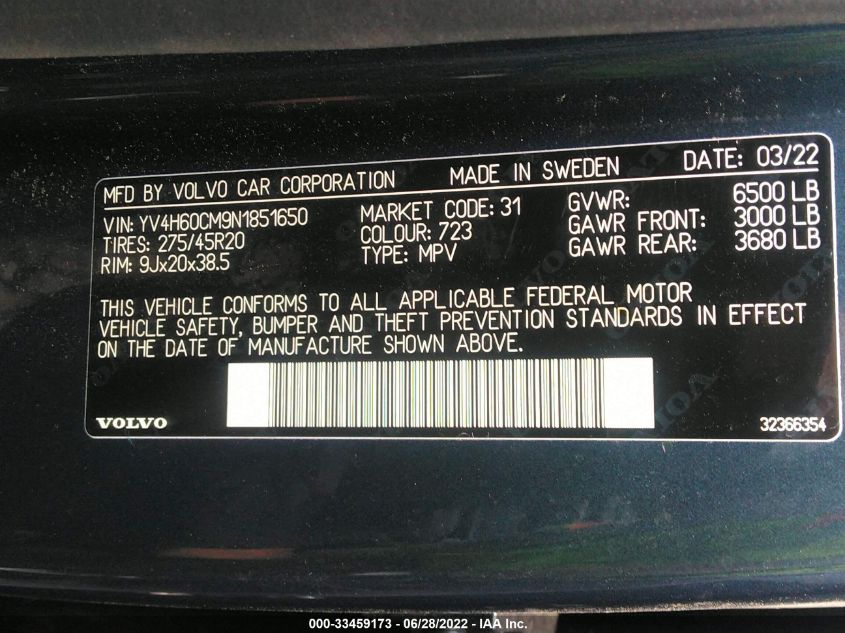 MFD BY VOLVO CAR CORPORATION MADE IN SWEDEN DATE: 03/22
VIN: YV4H60CM9N1851650 MARKET CODE: 31 GVWR: 6500 LB
TIRES: 275/45R20 COLOUR: 723 GAWR FRONT: 3000 LB
RIM: 9Jx20x38.5 TYPE: MPV GAWR REAR: 3680 LB
THIS VEHICLE CONFORMS TO ALL APPLICABLE FEDERAL MOTOR
VEHICLE SAFETY, BUMPER AND THEFT PREVENTION STANDARDS IN EFFECT
ON THE DATE OF MANUFACTURE SHOWN ABOVE.
VOLVO 32366354
000-33459173 - 06/28/2022 - IAA Inc.